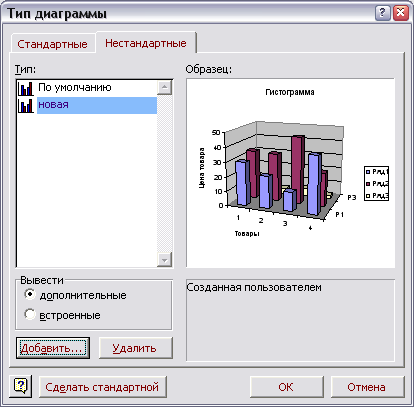 Тип диаграммы
Стандартные
Нестандартные
Тип:
По умолчанию
новая
Образец:
Гистограмма
Цена товара
50
40
30
20
10
0
1
2
3
4
Товары
Р1
Р3
Ряд1
Ряд2
Ряд3
Вывести
дополнительные
встроенные
Созданная пользователем
Добавить...
Удалить
?
Сделать стандартной
ОК
Отмена